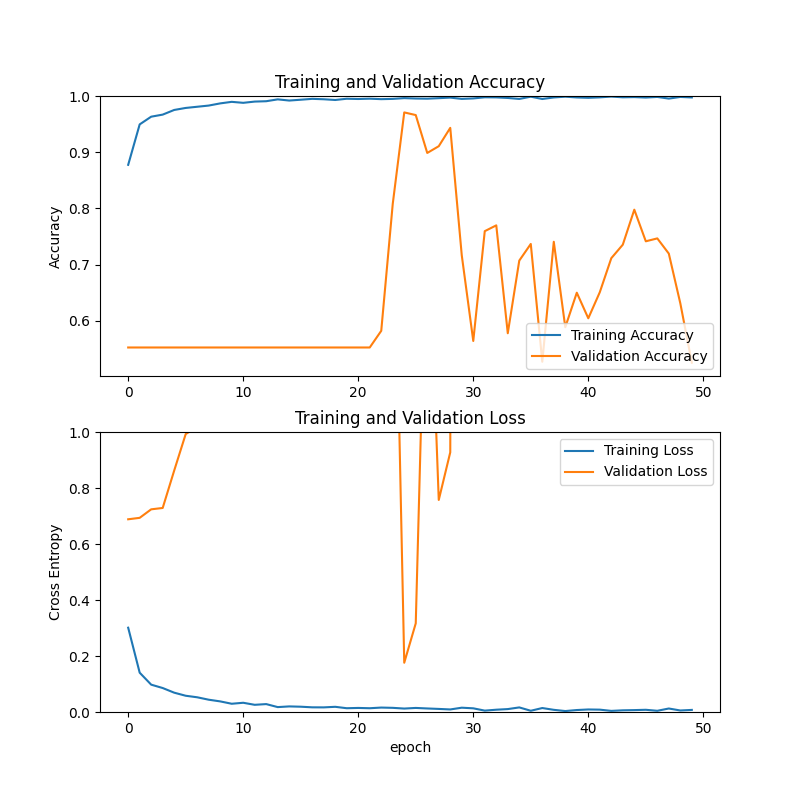 Training and Validation Accuracy
Accuracy
1.0
0.9
0.8
0.7
0.6
Training Accuracy
Validation Accuracy
0 10 20 30 40 50
Training and Validation Loss
Cross Entropy
1.0
0.8
0.6
0.4
0.2
0.0
Training Loss
Validation Loss
0 10 20 30 40 50
epoch